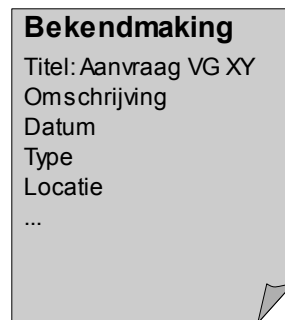 Bekendmaking
Titel: Aanvraag VG XY
Omschrijving
Datum
Type
Locatie
...